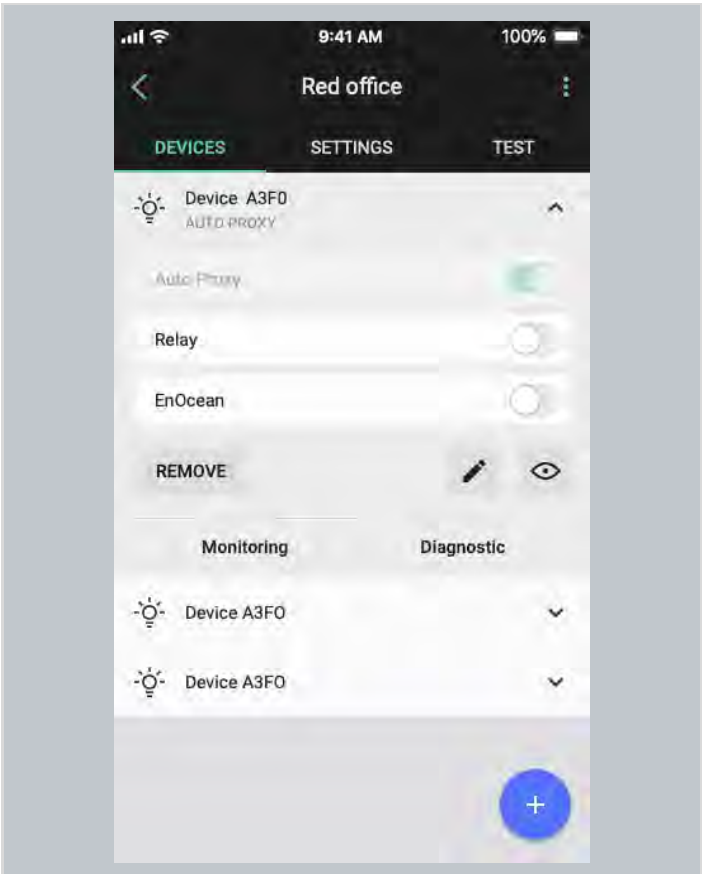 9:41 AM 100%
Red office
DEVICES SETTINGS TEST
Device A3F0
AUTO PROXY
Auto Proxy
Relay
EnOcean
REMOVE
Monitoring Diagnostic
Device A3FO
Device A3FO